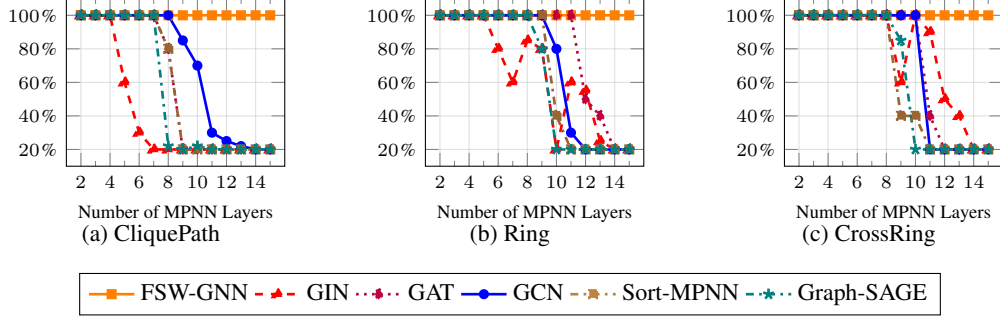 100 % 100 % 100 %
80 % 80 % 80 %
60 % 60 % 60 %
40 % 40 % 40 %
20 % 20 % 20 %
2 4 6 8 10 12 14 2 4 6 8 10 12 14 2 4 6 8 10 12 14
Number of MPNN Layers Number of MPNN Layers Number of MPNN Layers
(a) CliquePath (b) Ring (c) CrossRing
FSW-GNN GIN GAT GCN Sort-MPNN Graph-SAGE